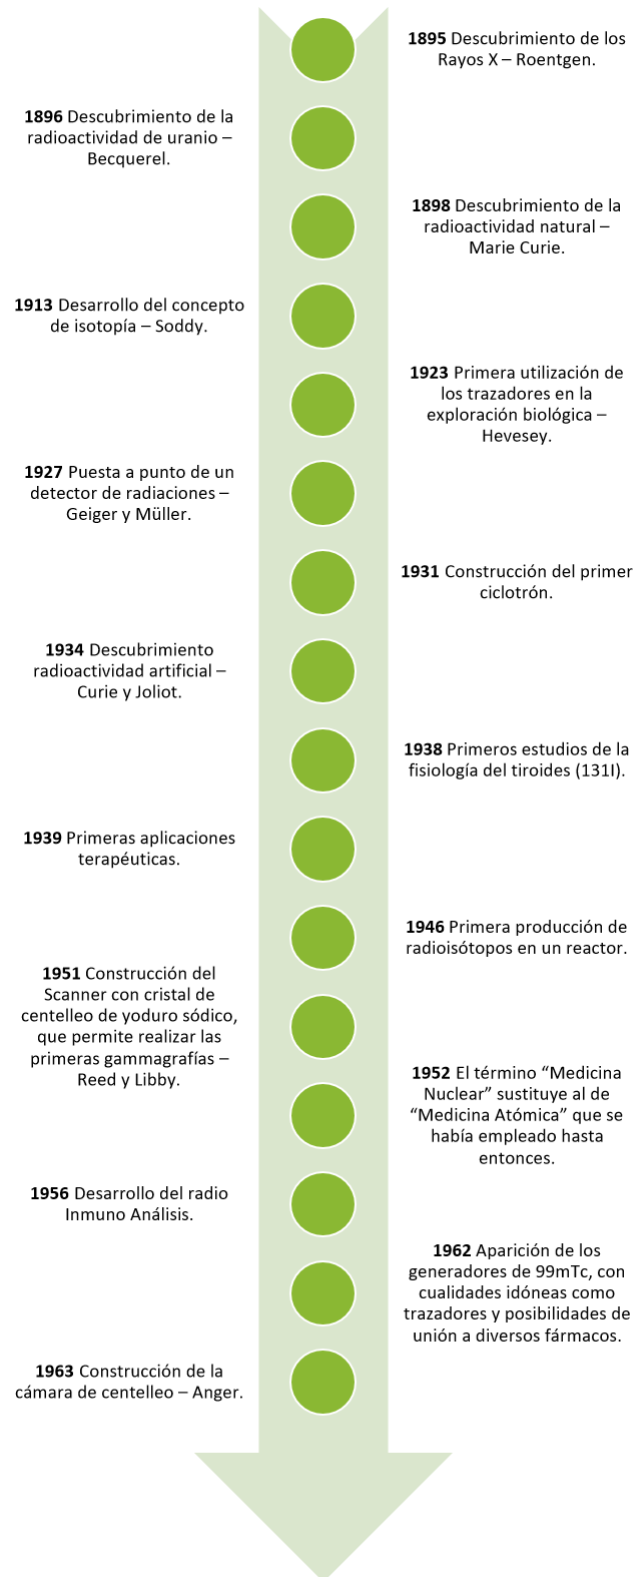 1895 Descubrimiento de los
Rayos X – Roentgen.
1896 Descubrimiento de la
radioactividad de uranio –
Becquerel.
1898 Descubrimiento de la
radioactividad natural –
Marie Curie.
1913 Desarrollo del concepto
de isotopía – Soddy.
1923 Primera utilización de
los trazadores en la
exploración biológica –
Hevesey.
1927 Puesta a punto de un
detector de radiaciones –
Geiger y Müller.
1931 Construcción del primer
ciclotrón.
1934 Descubrimiento
radioactividad artificial –
Curie y Joliot.
1938 Primeros estudios de la
fisiología del tiroides (131I).
1939 Primeras aplicaciones
terapéuticas.
1946 Primera producción de
radioisótopos en un reactor.
1951 Construcción del
Scanner con cristal de
centelleo de yoduro sódico,
que permite realizar las
primeras gammagrafías –
Reed y Libby.
1952 El término “Medicina
Nuclear” sustituye al de
“Medicina Atómica” que se
había empleado hasta
entonces.
1956 Desarrollo del radio
Inmuno Análisis.
1962 Aparición de los
generadores de 99mTc, con
cualidades idóneas como
trazadores y posibilidades de
unión a diversos fármacos.
1963 Construcción de la
cámara de centelleo – Anger.